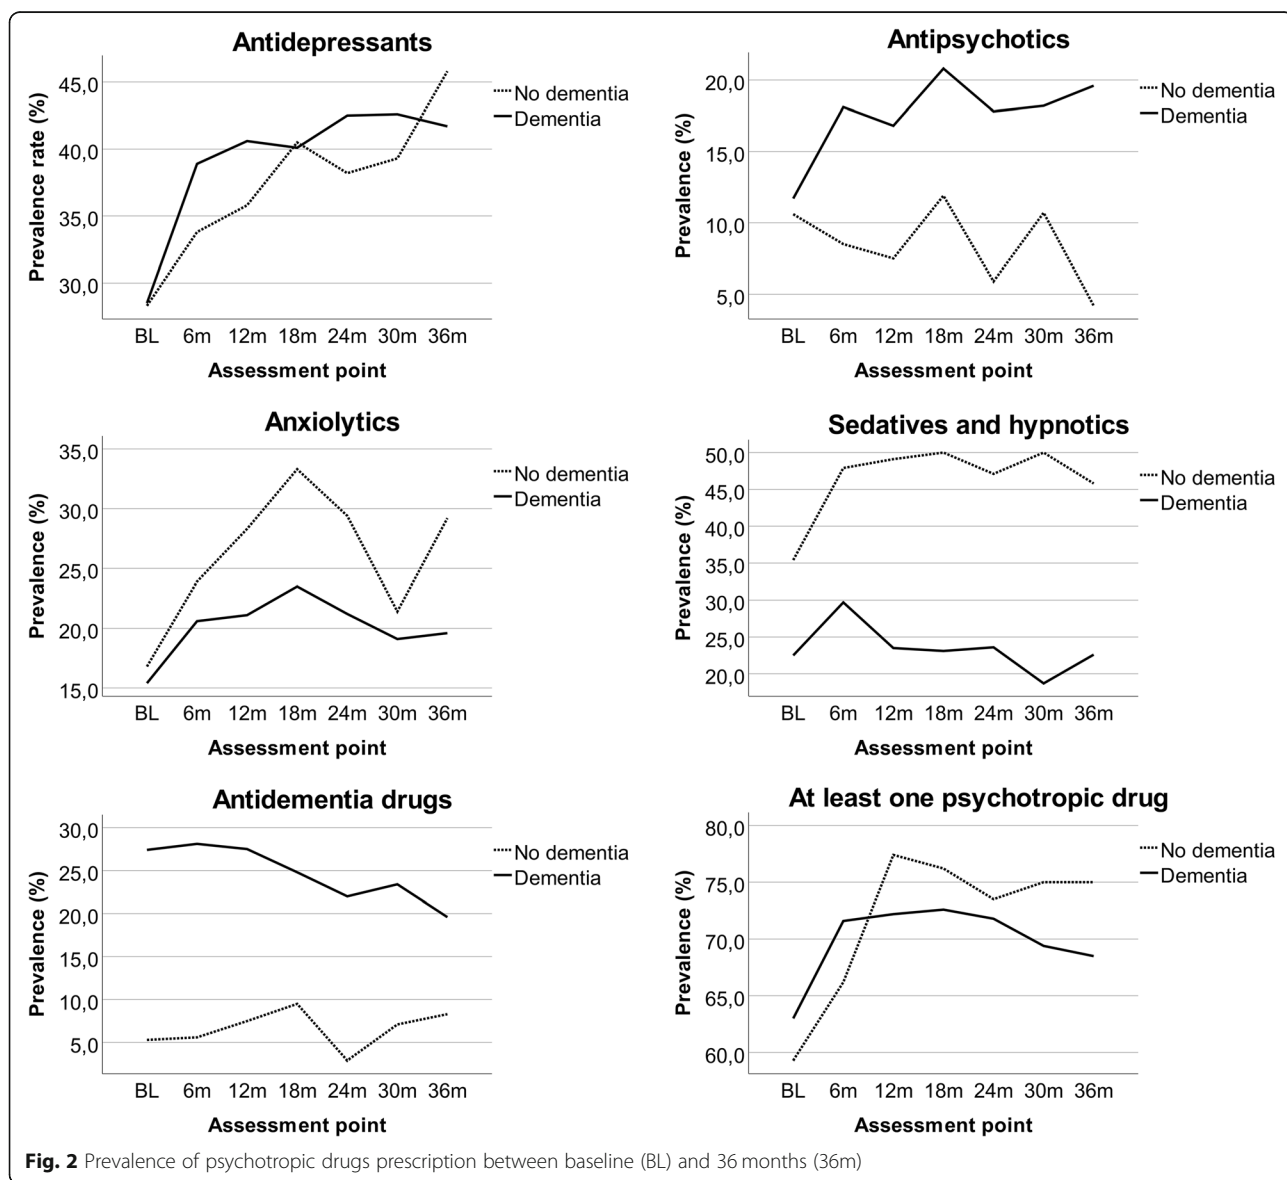 Antidepressants
45,0
40,0
35,0
30,0
Prevalence rate (%)
BL 6m 12m 18m 24m 30m 36m
Assessment point
No dementia
Dementia
Antipsychotics
20,0
15,0
10,0
5,0
Prevalence (%)
BL 6m 12m 18m 24m 30m 36m
Assessment point
No dementia
Dementia
Anxiolytics
35,0
30,0
25,0
20,0
15,0
Prevalence (%)
BL 6m 12m 18m 24m 30m 36m
Assessment point
No dementia
Dementia
Sedatives and hypnotics
50,0
45,0
40,0
35,0
30,0
25,0
20,0
Prevalence (%)
BL 6m 12m 18m 24m 30m 36m
Assessment point
No dementia
Dementia
Antidementia drugs
30,0
25,0
20,0
15,0
10,0
5,0
Prevalence (%)
BL 6m 12m 18m 24m 30m 36m
Assessment point
No dementia
Dementia
At least one psychotropic drug
80,0
75,0
70,0
65,0
60,0
Prevalence (%)
BL 6m 12m 18m 24m 30m 36m
Assessment point
No dementia
Dementia
Fig. 2 Prevalence of psychotropic drugs prescription between baseline (BL) and 36 months (36m)